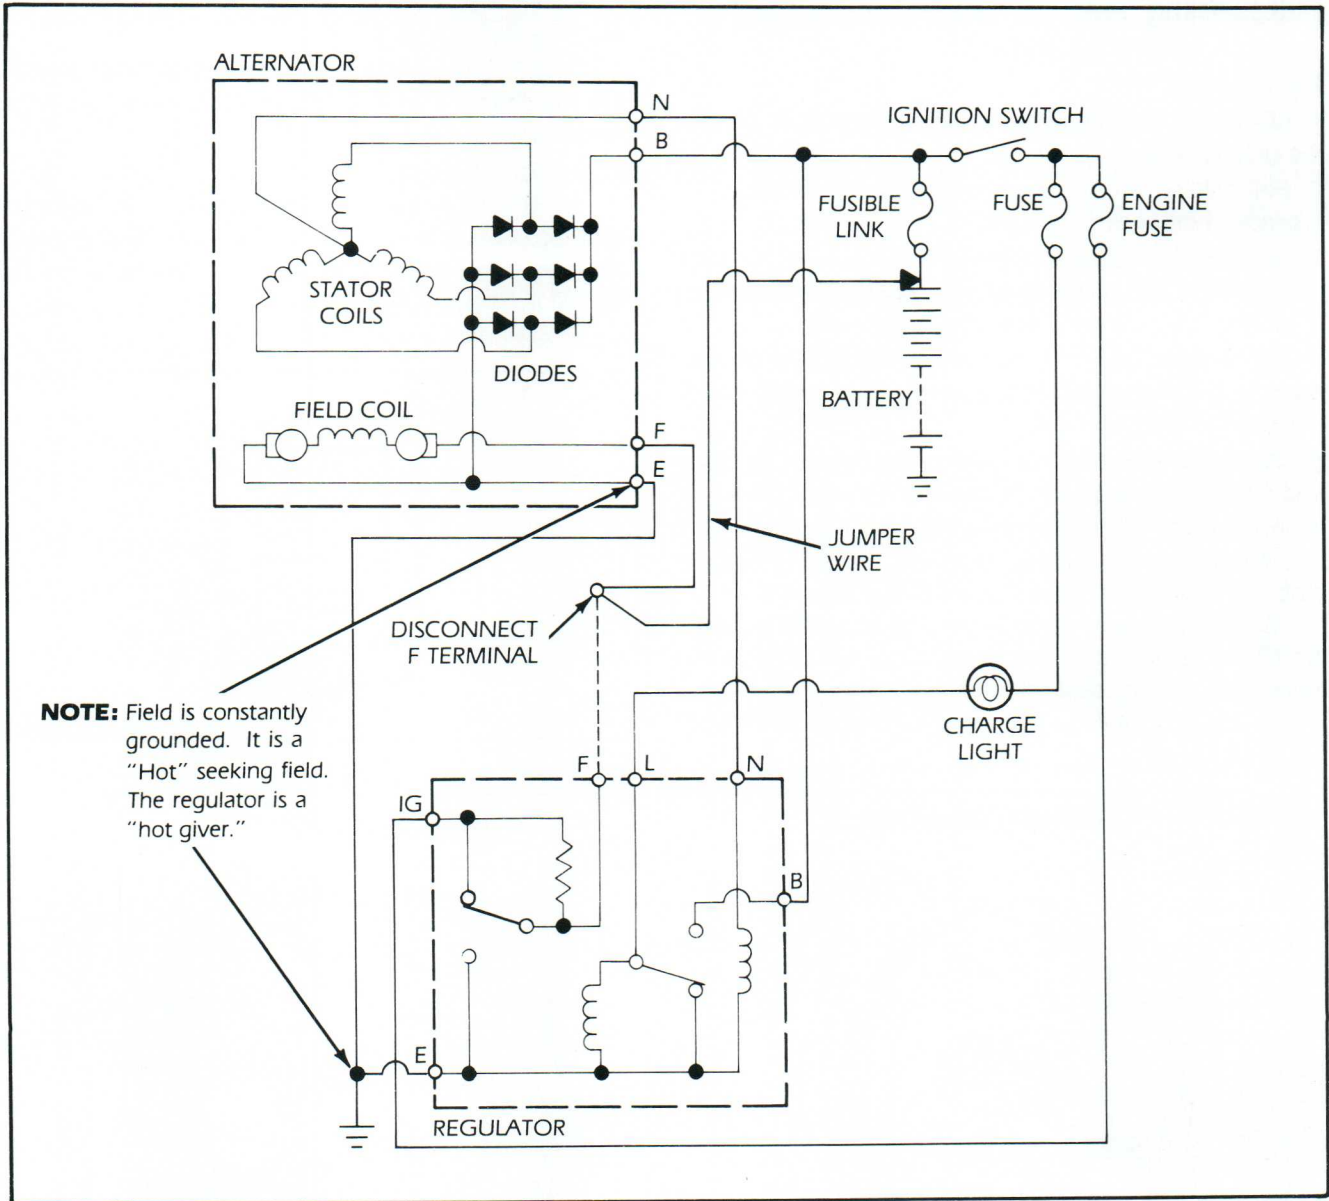 ALTERNATOR
N
B
IGNITION SWITCH
FUSIBLE
LINK
FUSE
ENGINE
FUSE
STATOR
COILS
DIODES
BATTERY
FIELD COIL
F
E
JUMPER
WIRE
DISCONNECT
F TERMINAL
NOTE: Field is constantly
grounded. It is a
“Hot” seeking field.
The regulator is a
“hot giver.”
CHARGE
LIGHT
F
L
N
IG
B
E
REGULATOR